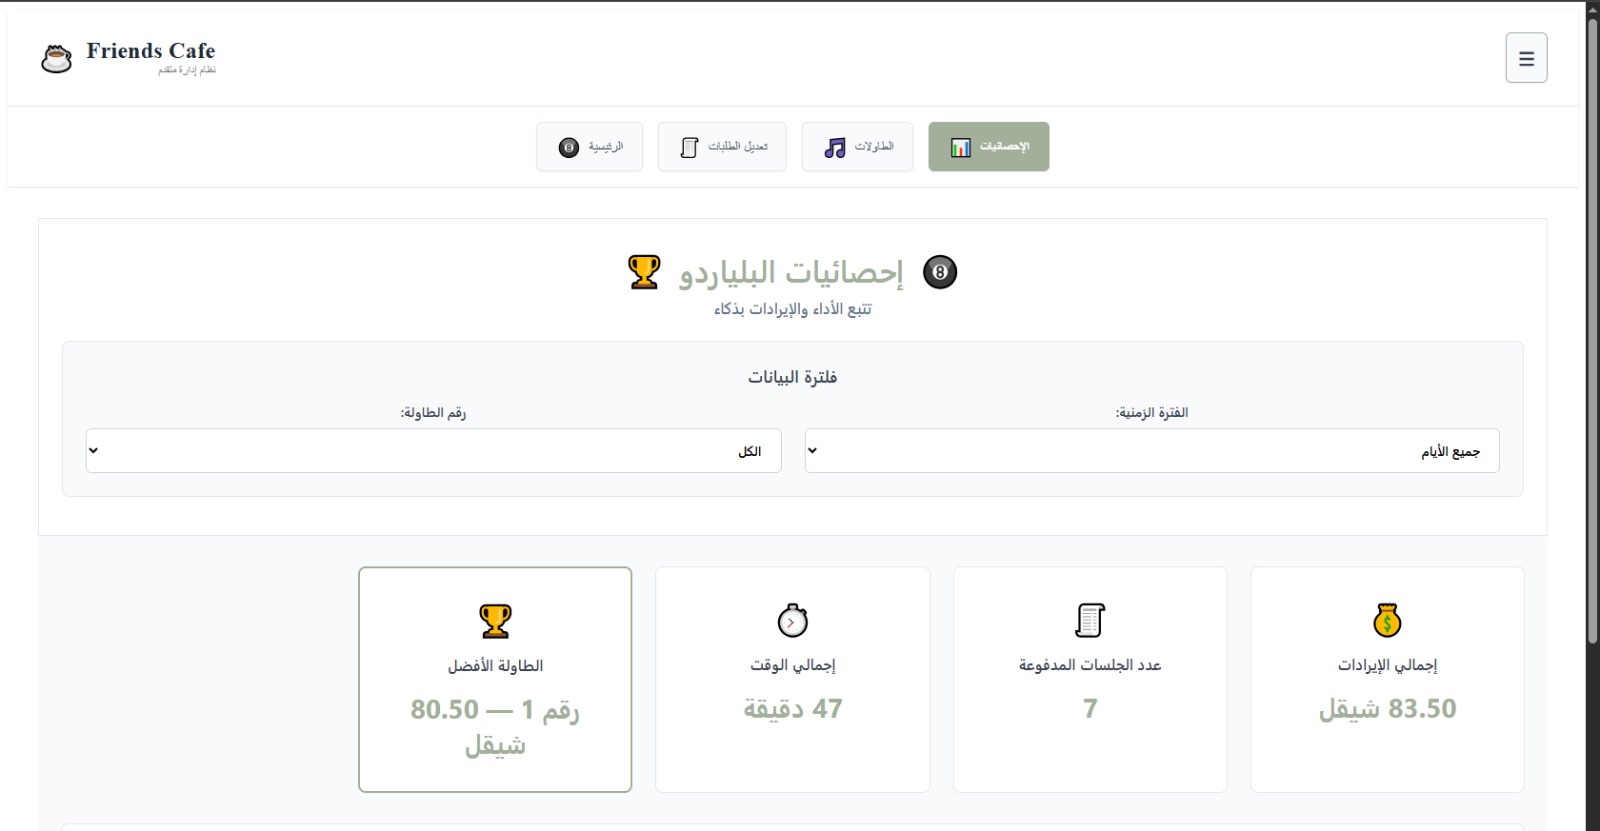 Friends Cafe
نظام إدارة متقدم
☰
الإحصائيات
الطاولات
تعديل الطلبات
الرئيسية
إحصائيات البلياردو
تتبع الأداء والإيرادات بذكاء
فلترة البيانات
الفترة الزمنية:
جميع الأيام
رقم الطاولة:
الكل
إجمالي الإيرادات
83.50 شيقل
عدد الجلسات المدفوعة
7
إجمالي الوقت
47 دقيقة
الطاولة الأفضل
رقم 1 — 80.50
شيقل